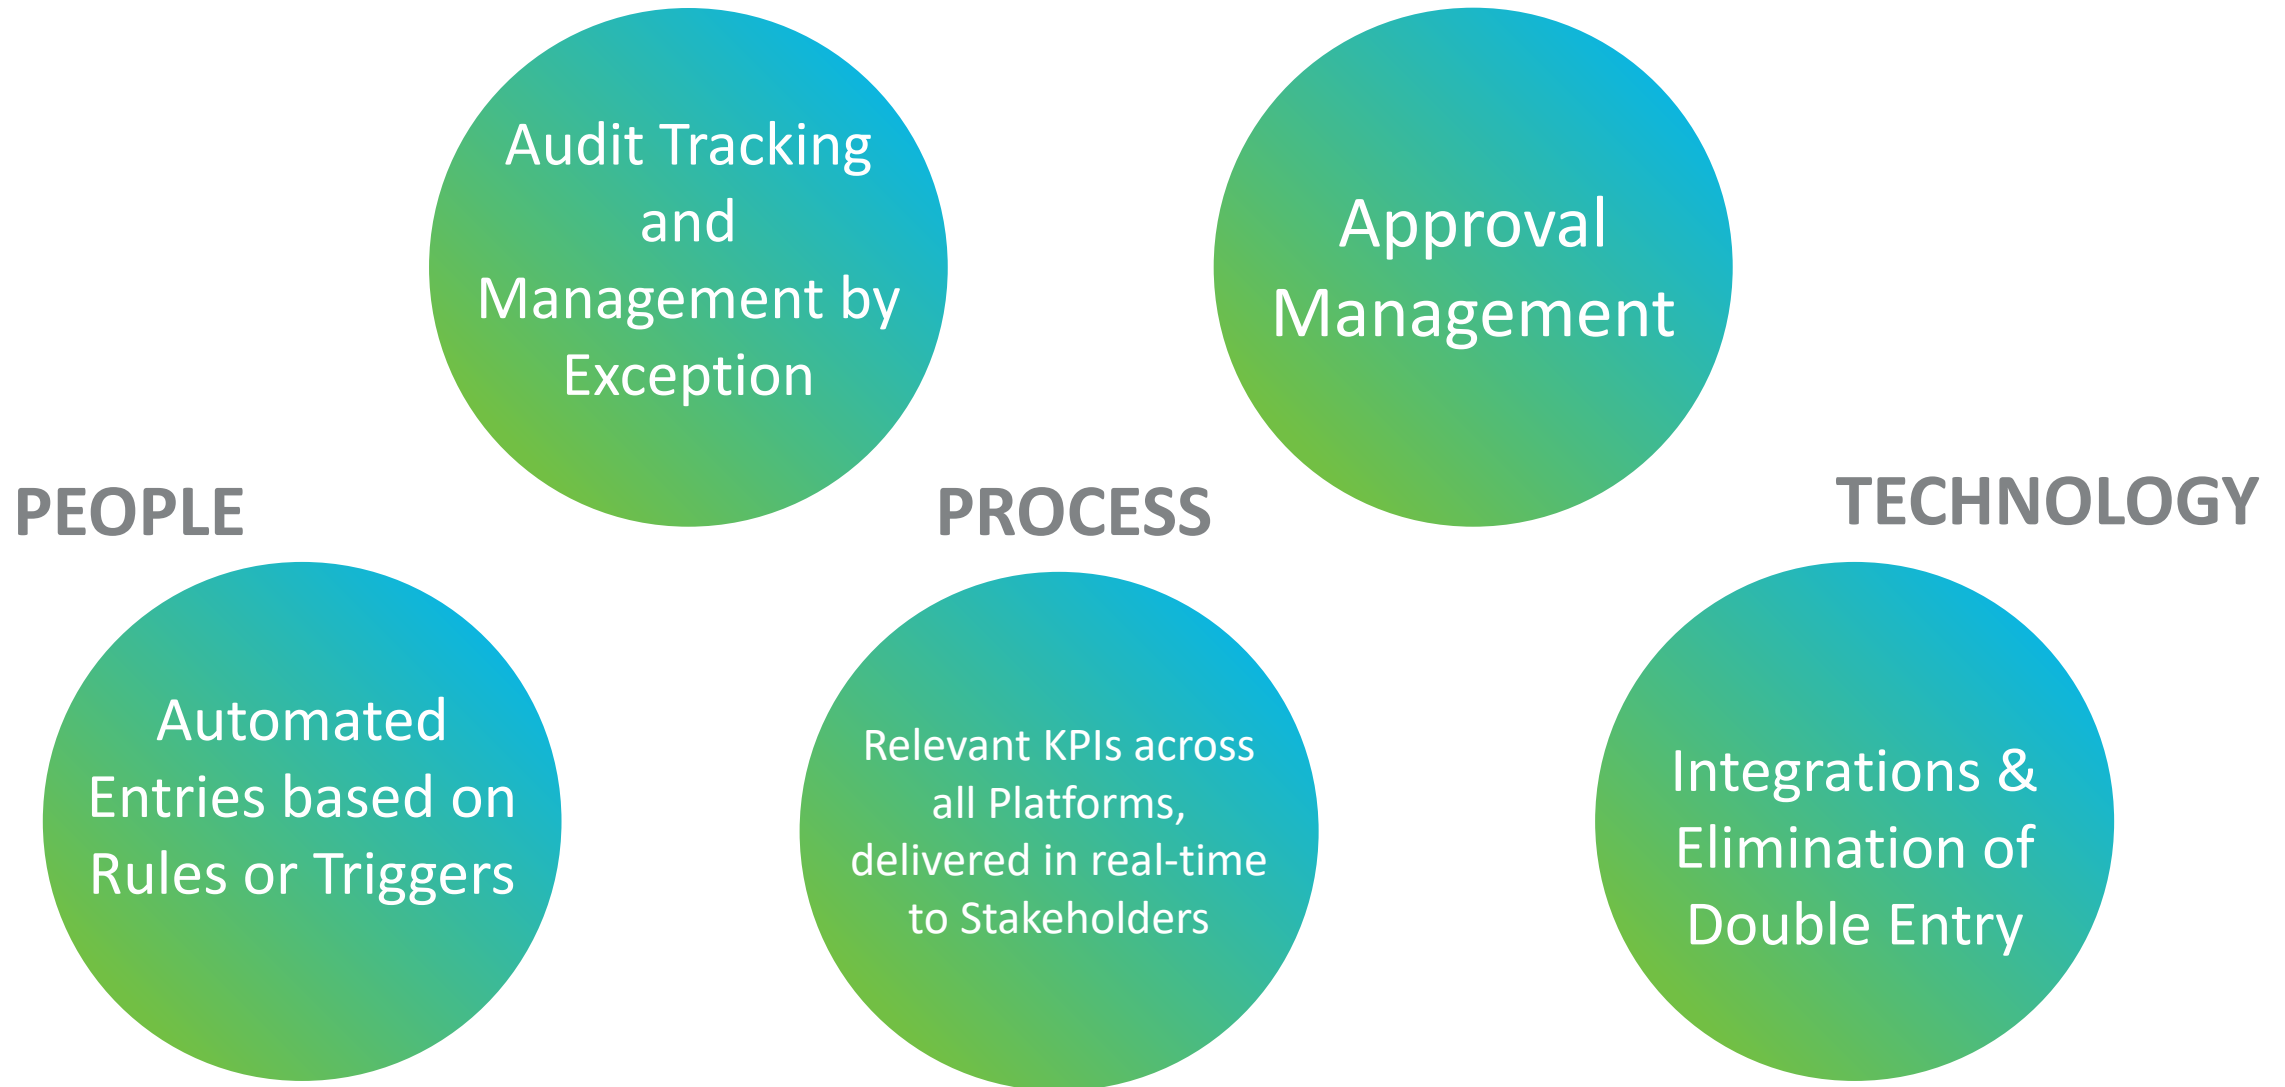 Audit Tracking
and
Management by
Exception
Approval
Management
PEOPLE
PROCESS
TECHNOLOGY
Automated
Entries based on
Rules or Triggers
Relevant KPIs across
all Platforms,
delivered in real-time
to Stakeholders
Integrations &
Elimination of
Double Entry